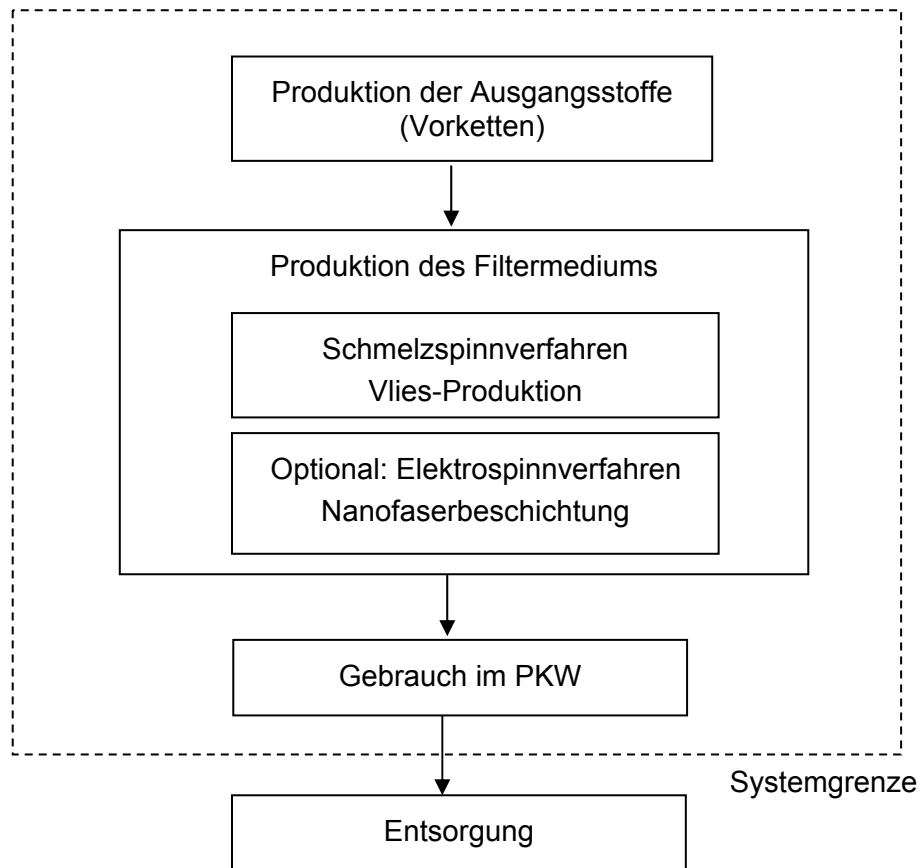 Produktion der Ausgangsstoffe
(Vorketten)
Produktion des Filtermediums
Schmelzspinnverfahren
Vlies-Produktion
Optional: Elektrospinnverfahren
Nanofaserbeschichtung
Gebrauch im PKW
Systemgrenze
Entsorgung